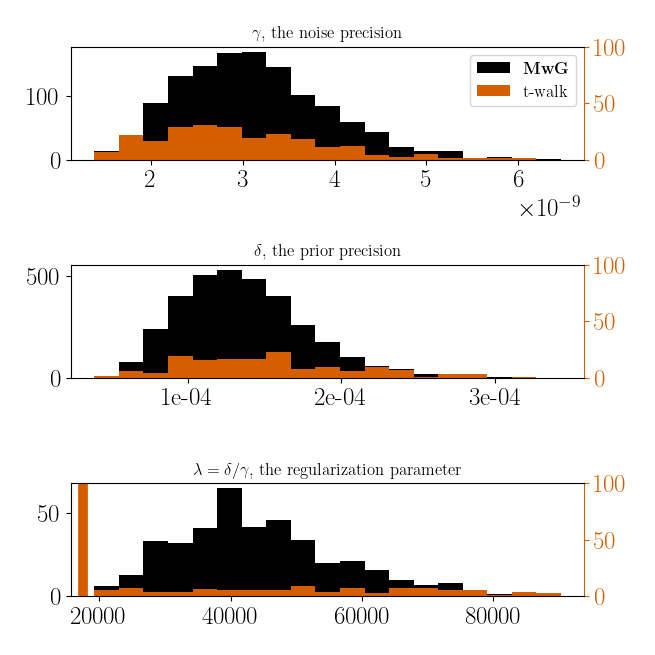 γ, the noise precision
100
0
MwG
t-walk
100
50
0
2 3 4 5 6
×10⁻⁹
δ, the prior precision
500
0
100
50
0
1e-04 2e-04 3e-04
λ = δ/γ, the regularization parameter
50
0
100
50
0
20000 40000 60000 80000